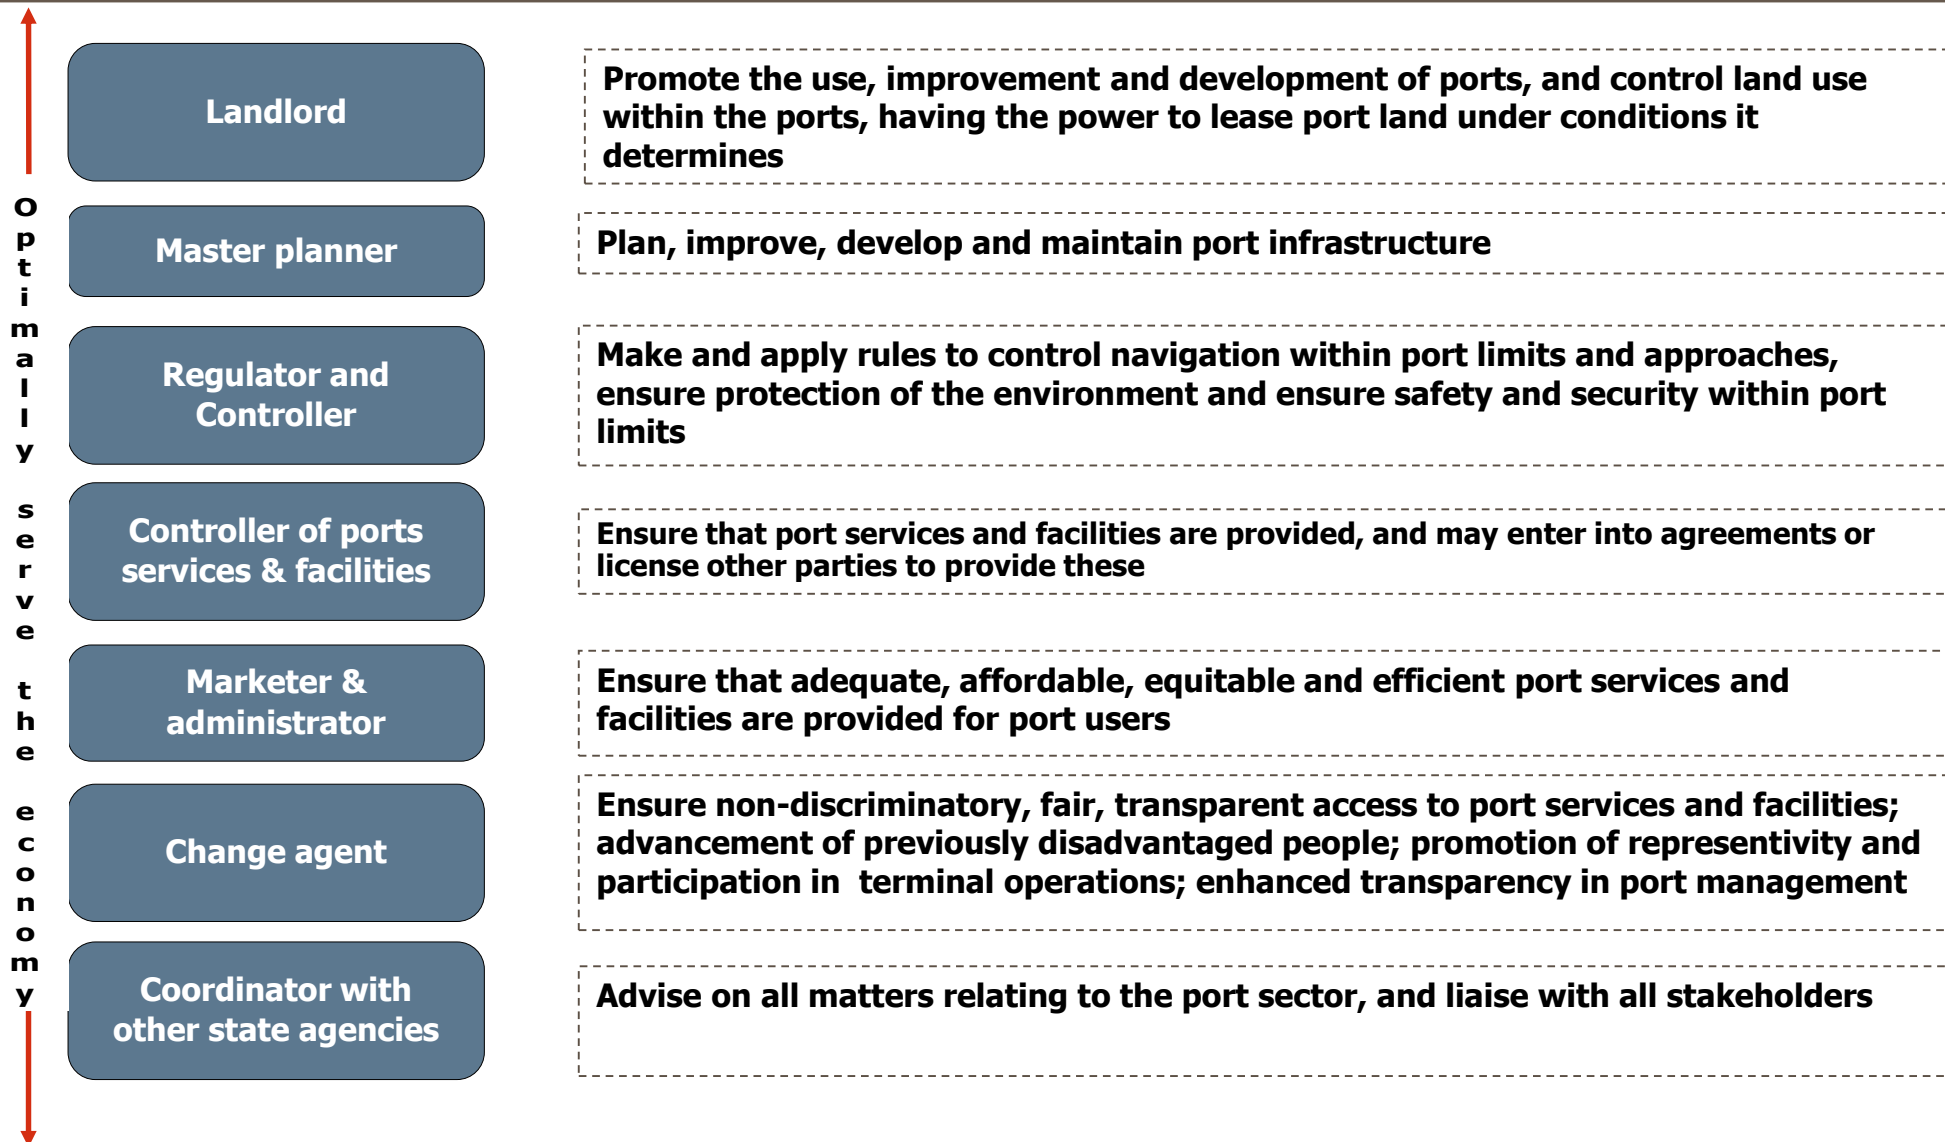 Optimally serve the economy
Landlord
Promote the use, improvement and development of ports, and control land use
within the ports, having the power to lease port land under conditions it
determines
Master planner
Plan, improve, develop and maintain port infrastructure
Regulator and
Controller
Make and apply rules to control navigation within port limits and approaches,
ensure protection of the environment and ensure safety and security within port
limits
Controller of ports
services & facilities
Ensure that port services and facilities are provided, and may enter into agreements or
license other parties to provide these
Marketer &
administrator
Ensure that adequate, affordable, equitable and efficient port services and
facilities are provided for port users
Change agent
Ensure non-discriminatory, fair, transparent access to port services and facilities;
advancement of previously disadvantaged people; promotion of representivity and
participation in  terminal operations; enhanced transparency in port management
Coordinator with
other state agencies
Advise on all matters relating to the port sector, and liaise with all stakeholders